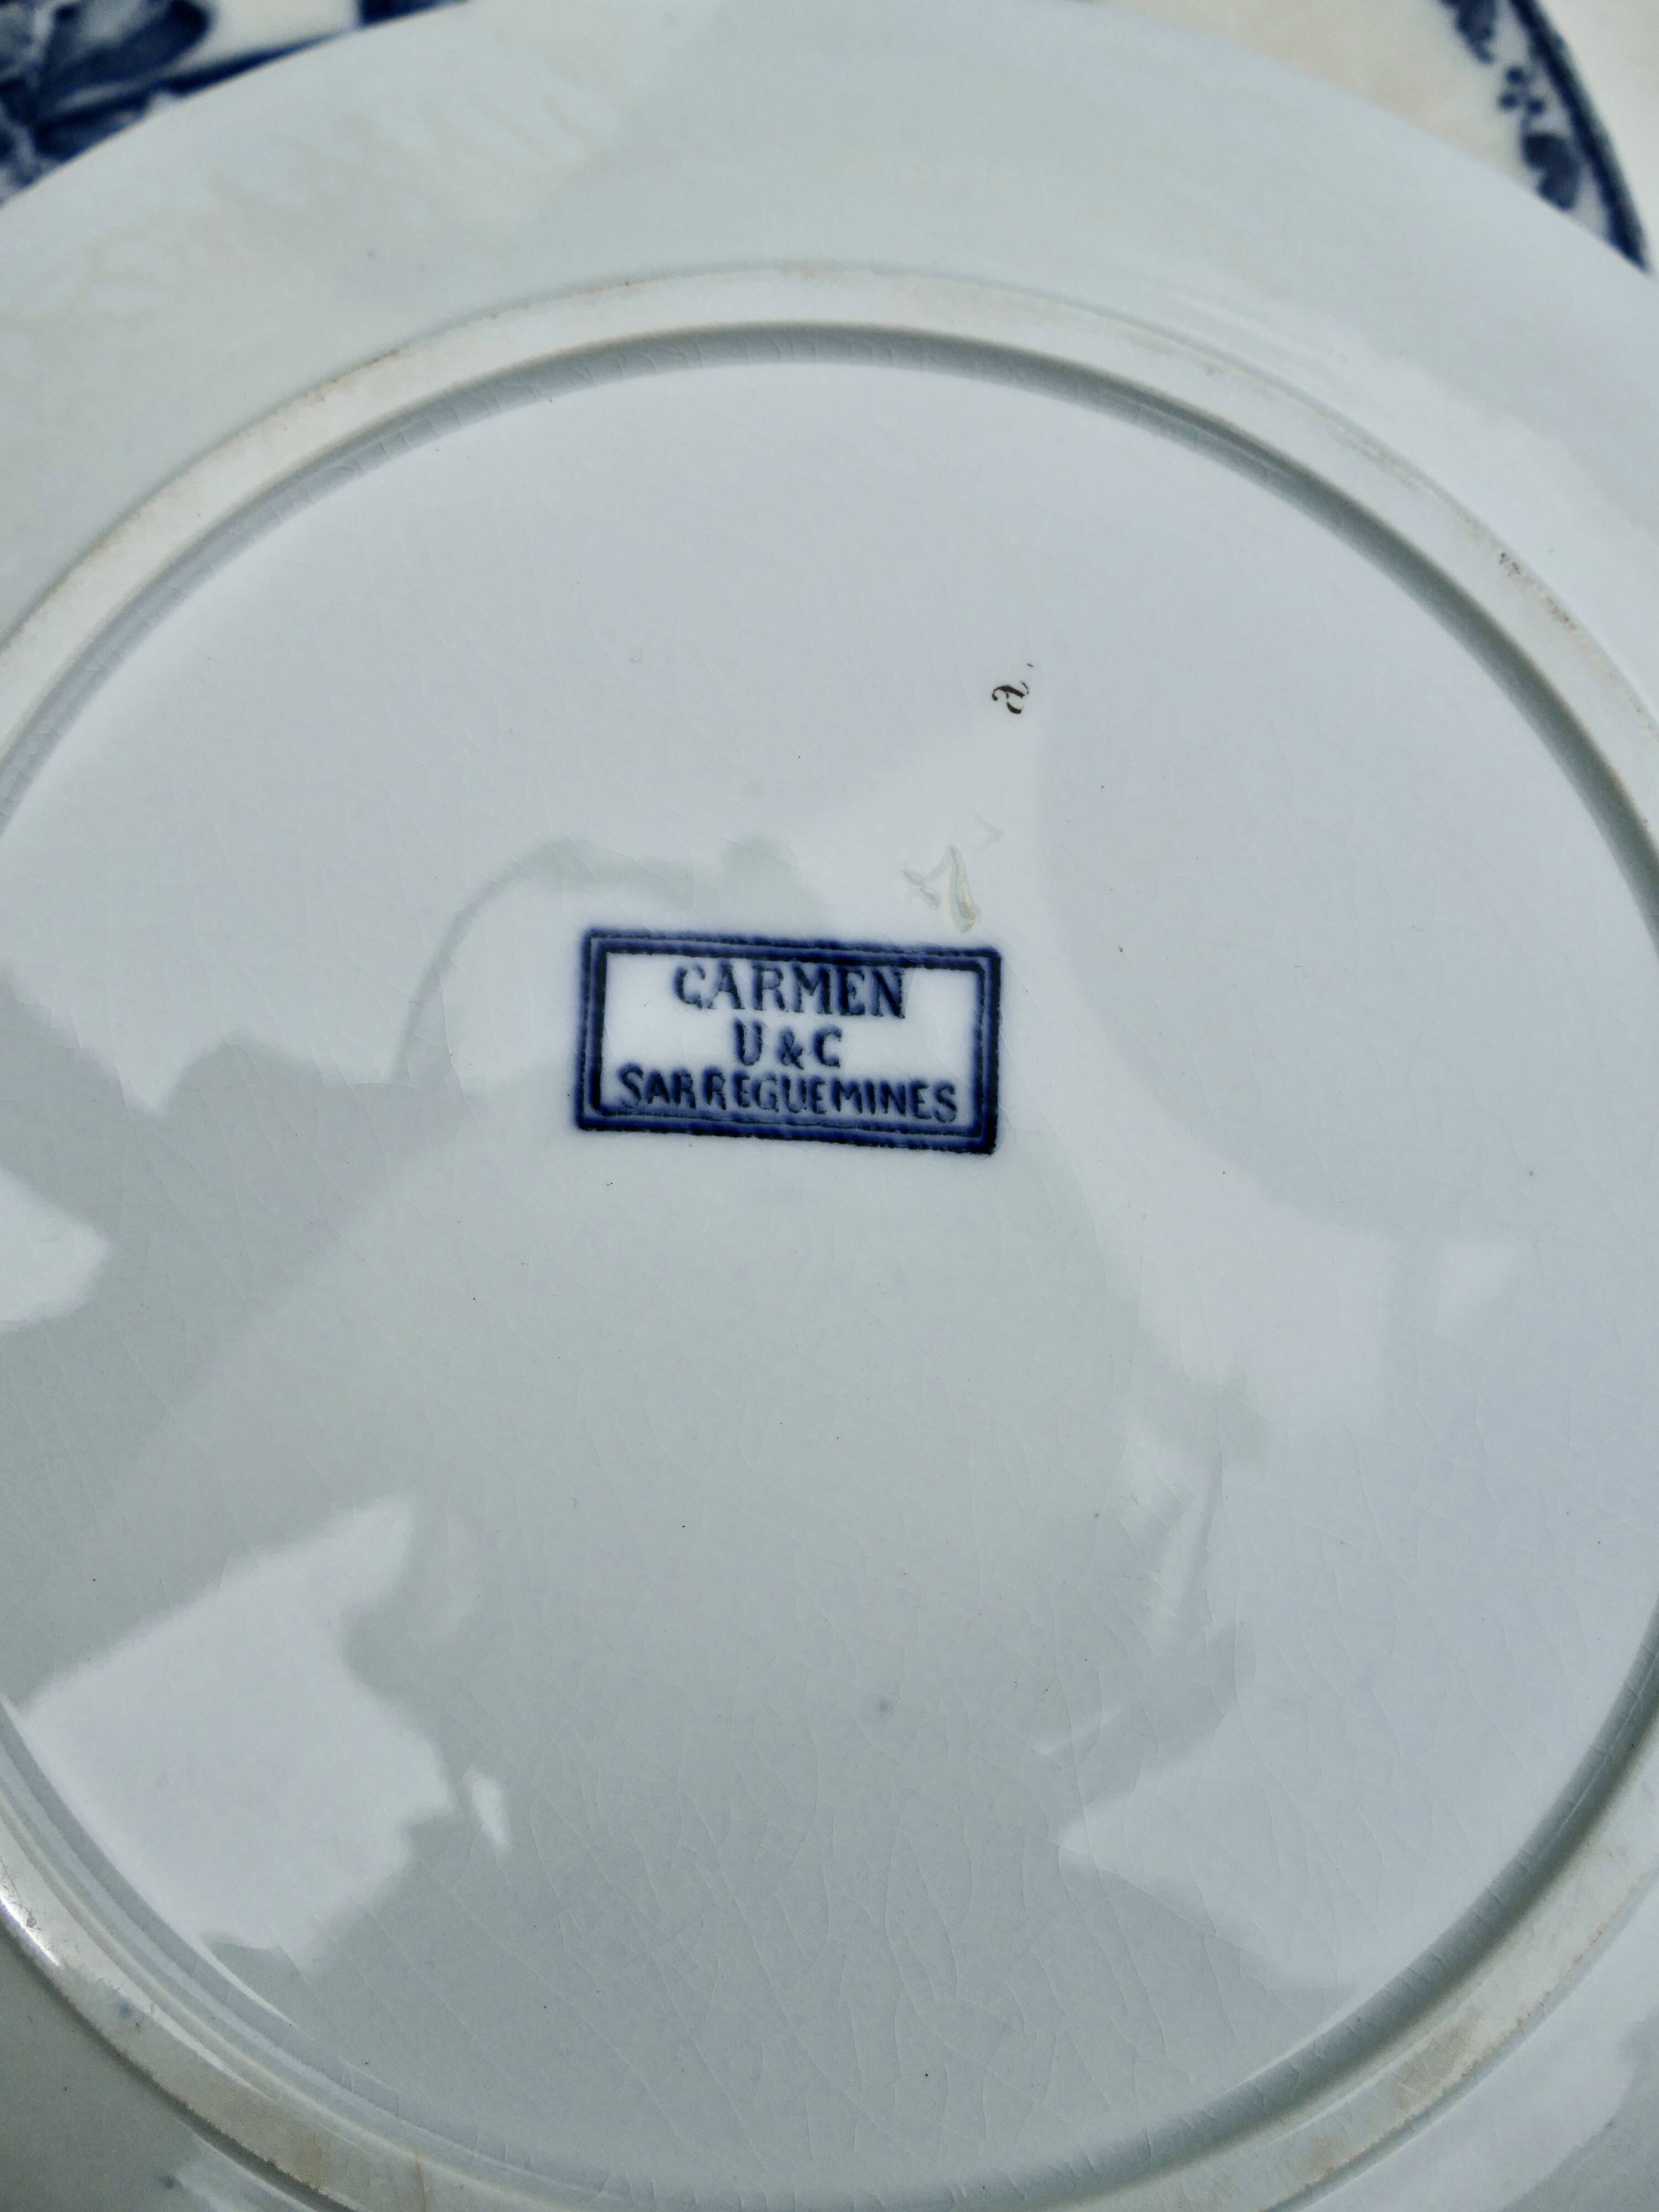 a.
CARMEN
U & C
SARREGUEMINES